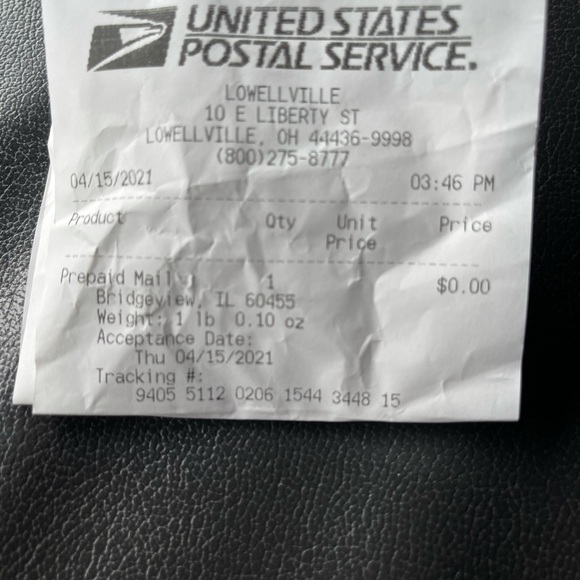 UNITED STATES
POSTAL SERVICE.
LOWELLVILLE
10 E LIBERTY ST
LOWELLVILLE, OH 44436-9998
(800)275-8777
04/15/2021 03:46 PM
Product Qty Unit Price
Price
Prepaid Mail 1 $0.00
Bridgeview, IL 60455
Weight: 1 lb 0.10 oz
Acceptance Date:
Thu 04/15/2021
Tracking #:
9405 5112 0206 1544 3448 15